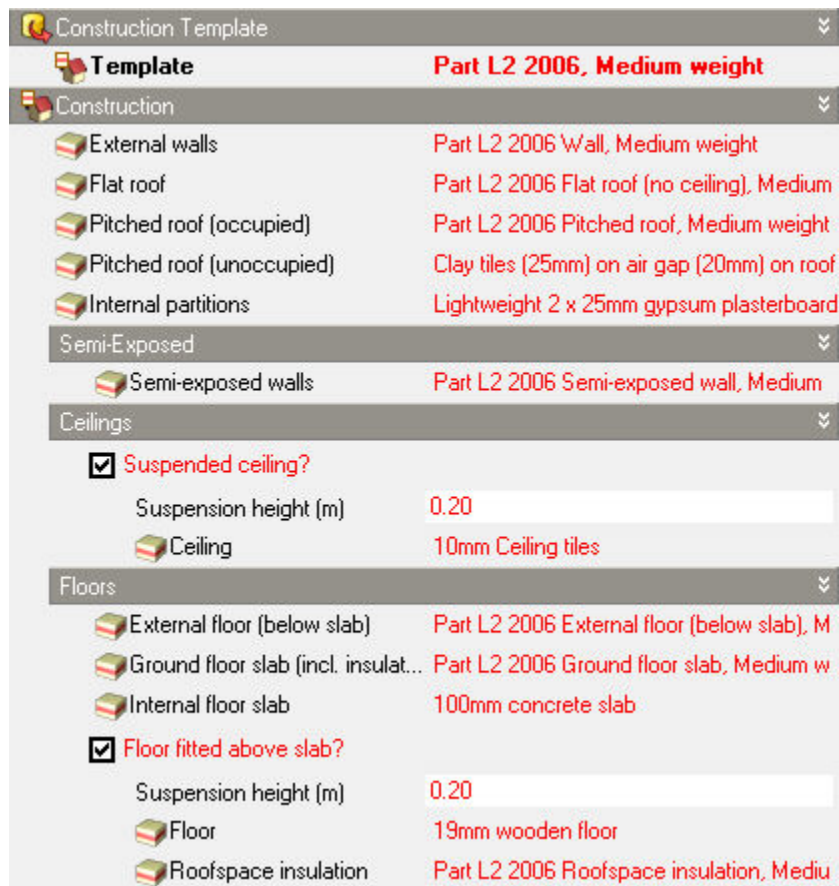 Construction Template
Template Part L2 2006, Medium weight
Construction
External walls Part L2 2006 Wall, Medium weight
Flat roof Part L2 2006 Flat roof (no ceiling), Medium
Pitched roof (occupied) Part L2 2006 Pitched roof, Medium weight
Pitched roof (unoccupied) Clay tiles (25mm) on air gap (20mm) on roof
Internal partitions Lightweight 2 x 25mm gypsum plasterboard
Semi-Exposed
Semi-exposed walls Part L2 2006 Semi-exposed wall, Medium
Ceilings
Suspended ceiling?
Suspension height (m) 0.20
Ceiling 10mm Ceiling tiles
Floors
External floor (below slab) Part L2 2006 External floor (below slab), M
Ground floor slab (incl. insulat... Part L2 2006 Ground floor slab, Medium w
Internal floor slab 100mm concrete slab
Floor fitted above slab?
Suspension height (m) 0.20
Floor 19mm wooden floor
Roofspace insulation Part L2 2006 Roofspace insulation, Mediu